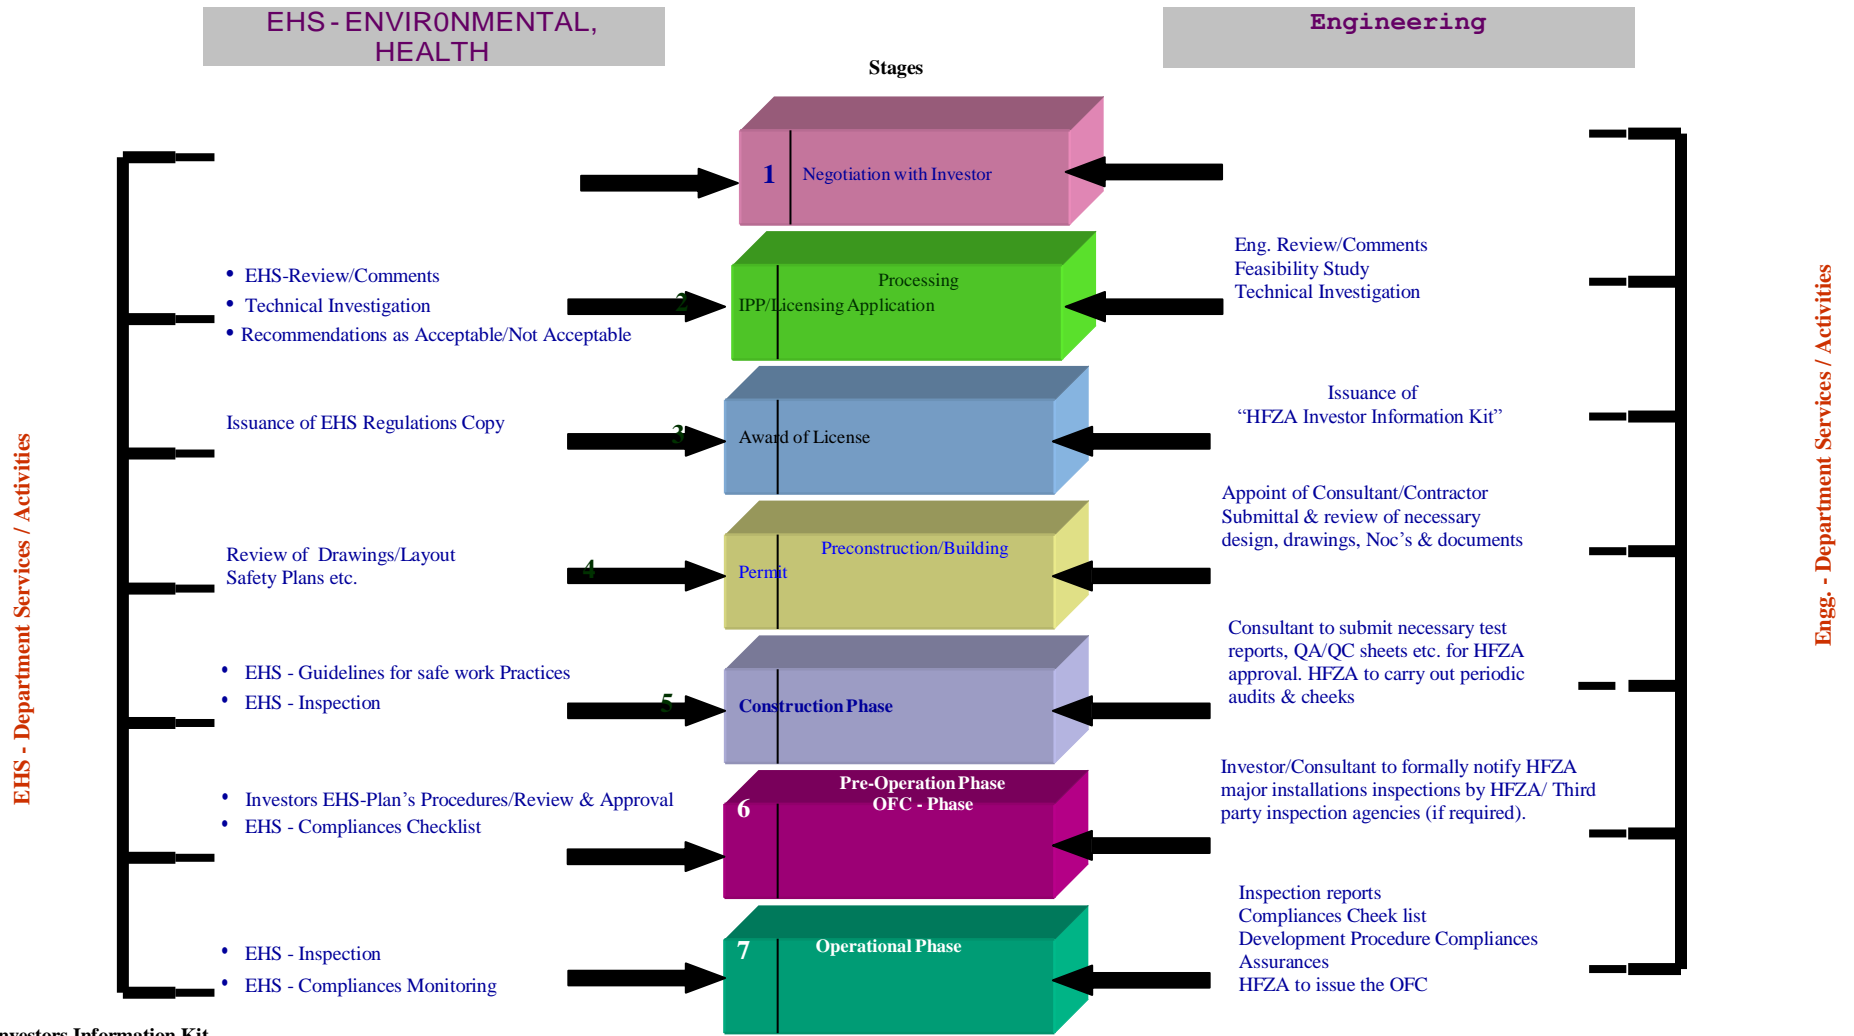 EHS - ENVIR0NMENTAL,
HEALTH
Engineering
Stages
EHS - Department Services / Activities
Engg. - Department Services / Activities
1 Negotiation with Investor
• EHS-Review/Comments
• Technical Investigation
• Recommendations as Acceptable/Not Acceptable
2
Processing
IPP/Licensing Application
Eng. Review/Comments
Feasibility Study
Technical Investigation
Issuance of EHS Regulations Copy
3 Award of License
Issuance of
“HFZA Investor Information Kit”
Review of Drawings/Layout
Safety Plans etc.
4
Preconstruction/Building
Permit
Appoint of Consultant/Contractor
Submittal & review of necessary
design, drawings, Noc’s & documents
• EHS - Guidelines for safe work Practices
• EHS - Inspection
5 Construction Phase
Consultant to submit necessary test
reports, QA/QC sheets etc. for HFZA
approval. HFZA to carry out periodic
audits & cheeks
• Investors EHS-Plan’s Procedures/Review & Approval
• EHS - Compliances Checklist
6
Pre-Operation Phase
OFC - Phase
Investor/Consultant to formally notify HFZA
major installations inspections by HFZA/ Third
party inspection agencies (if required).
• EHS - Inspection
• EHS - Compliances Monitoring
7 Operational Phase
Inspection reports
Compliances Cheek list
Development Procedure Compliances
Assurances
HFZA to issue the OFC
Information Kit